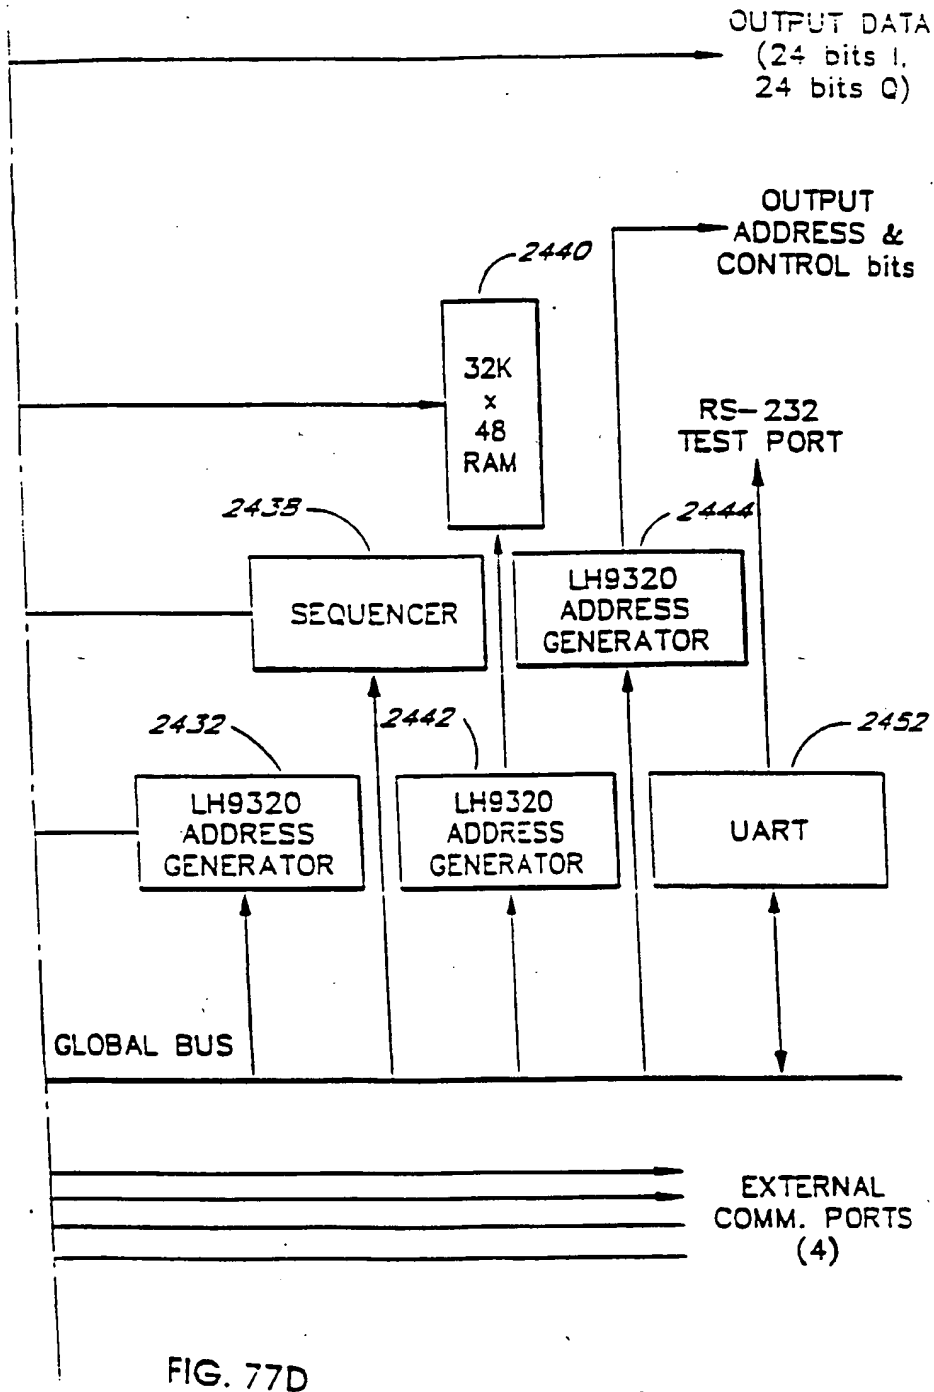 OUTPUT DATA
(24 bits I,
24 bits Q)
OUTPUT
ADDRESS &
CONTROL bits
2440
32K
x
48
RAM
RS-232
TEST PORT
2438
2444
SEQUENCER
LH9320
ADDRESS
GENERATOR
2432
2442
2452
LH9320
ADDRESS
GENERATOR
LH9320
ADDRESS
GENERATOR
UART
GLOBAL BUS
EXTERNAL
COMM. PORTS
(4)
FIG. 77D